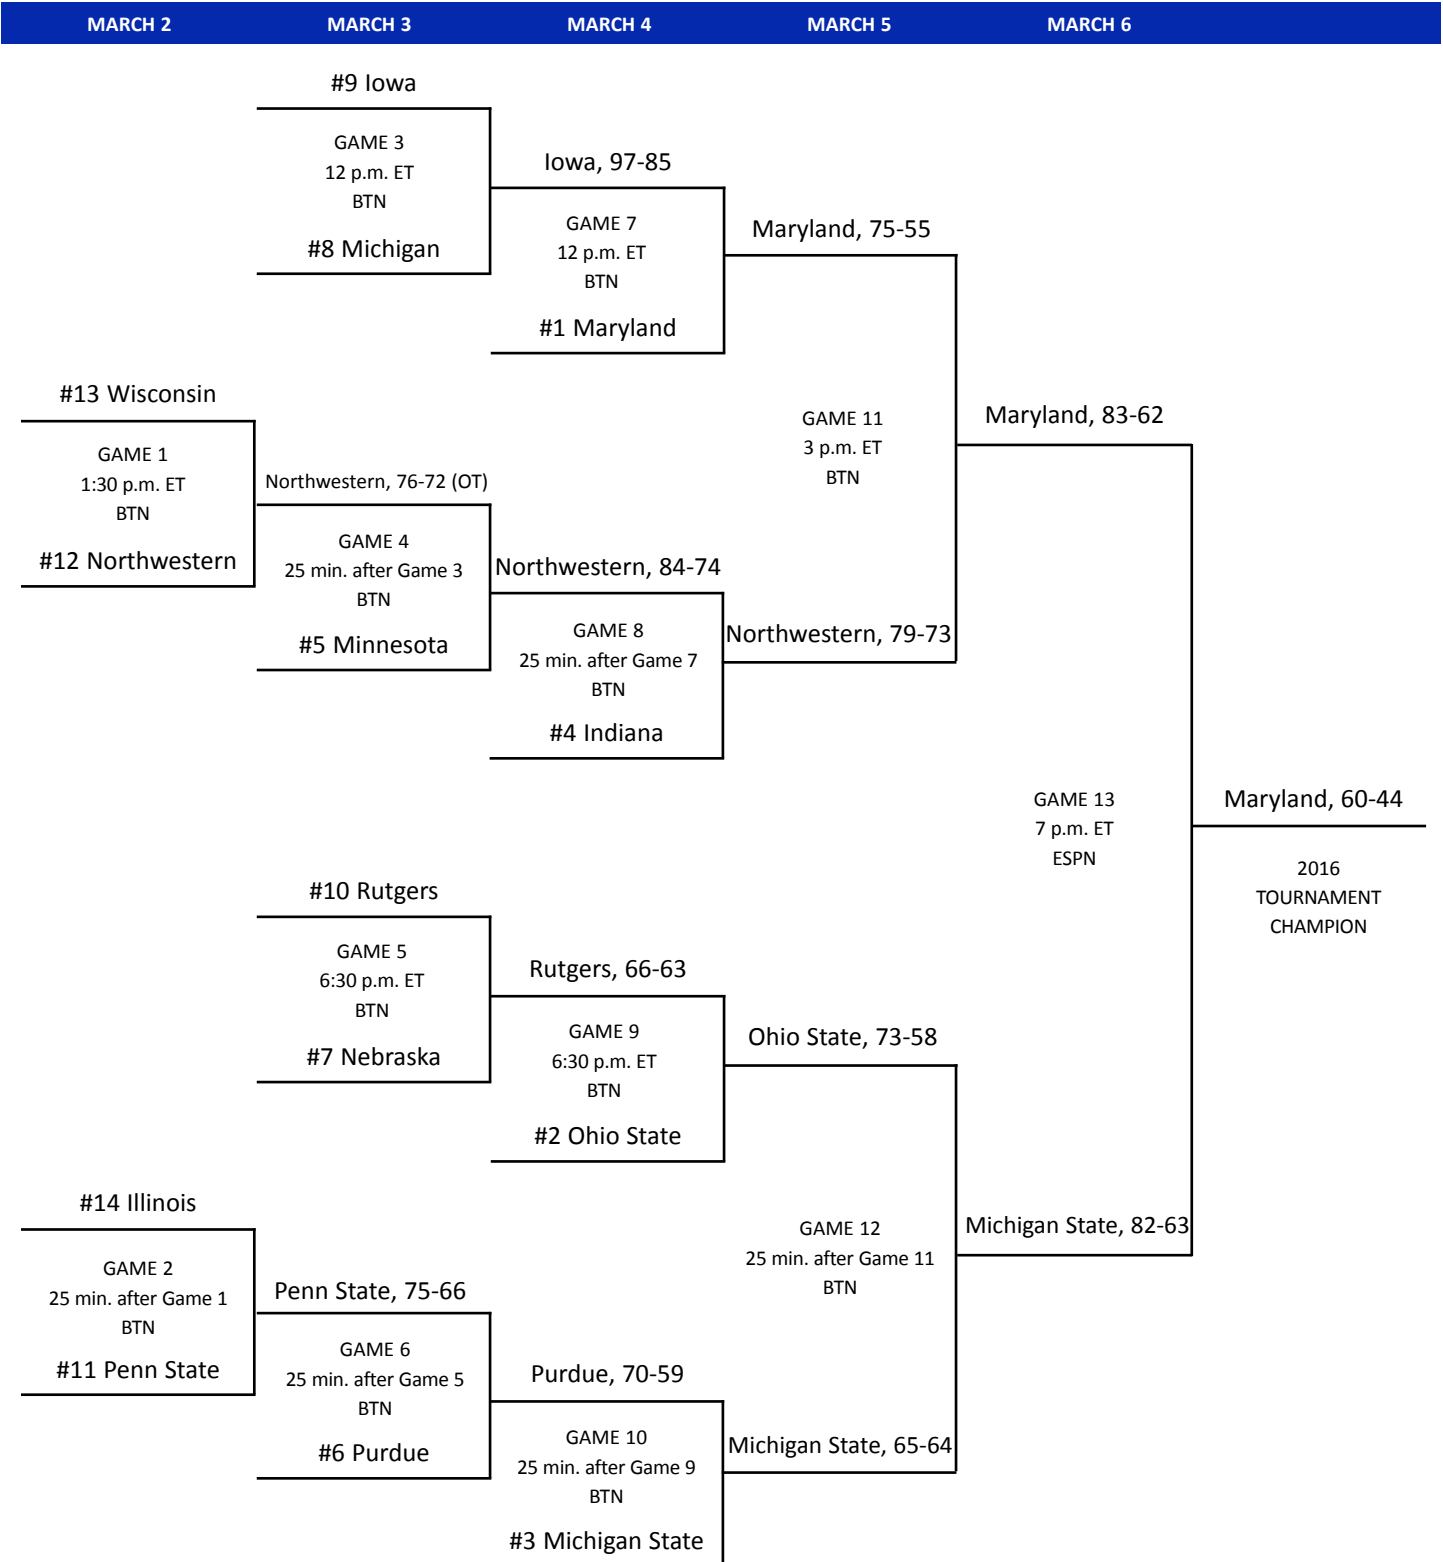 MARCH 2 MARCH 3 MARCH 4 MARCH 5 MARCH 6
#9 Iowa
GAME 3
12 p.m. ET
BTN
#8 Michigan
Iowa, 97-85
GAME 7
12 p.m. ET
BTN
#1 Maryland
Maryland, 75-55
#13 Wisconsin
GAME 1
1:30 p.m. ET
BTN
#12 Northwestern
Northwestern, 76-72 (OT)
GAME 4
25 min. after Game 3
BTN
#5 Minnesota
Northwestern, 84-74
GAME 8
25 min. after Game 7
BTN
#4 Indiana
GAME 11
3 p.m. ET
BTN
Northwestern, 79-73
Maryland, 83-62
GAME 13
7 p.m. ET
ESPN
Maryland, 60-44
2016
TOURNAMENT
CHAMPION
#10 Rutgers
GAME 5
6:30 p.m. ET
BTN
#7 Nebraska
Rutgers, 66-63
GAME 9
6:30 p.m. ET
BTN
#2 Ohio State
Ohio State, 73-58
#14 Illinois
GAME 2
25 min. after Game 1
BTN
#11 Penn State
Penn State, 75-66
GAME 6
25 min. after Game 5
BTN
#6 Purdue
Purdue, 70-59
GAME 10
25 min. after Game 9
BTN
#3 Michigan State
GAME 12
25 min. after Game 11
BTN
Michigan State, 65-64
Michigan State, 82-63